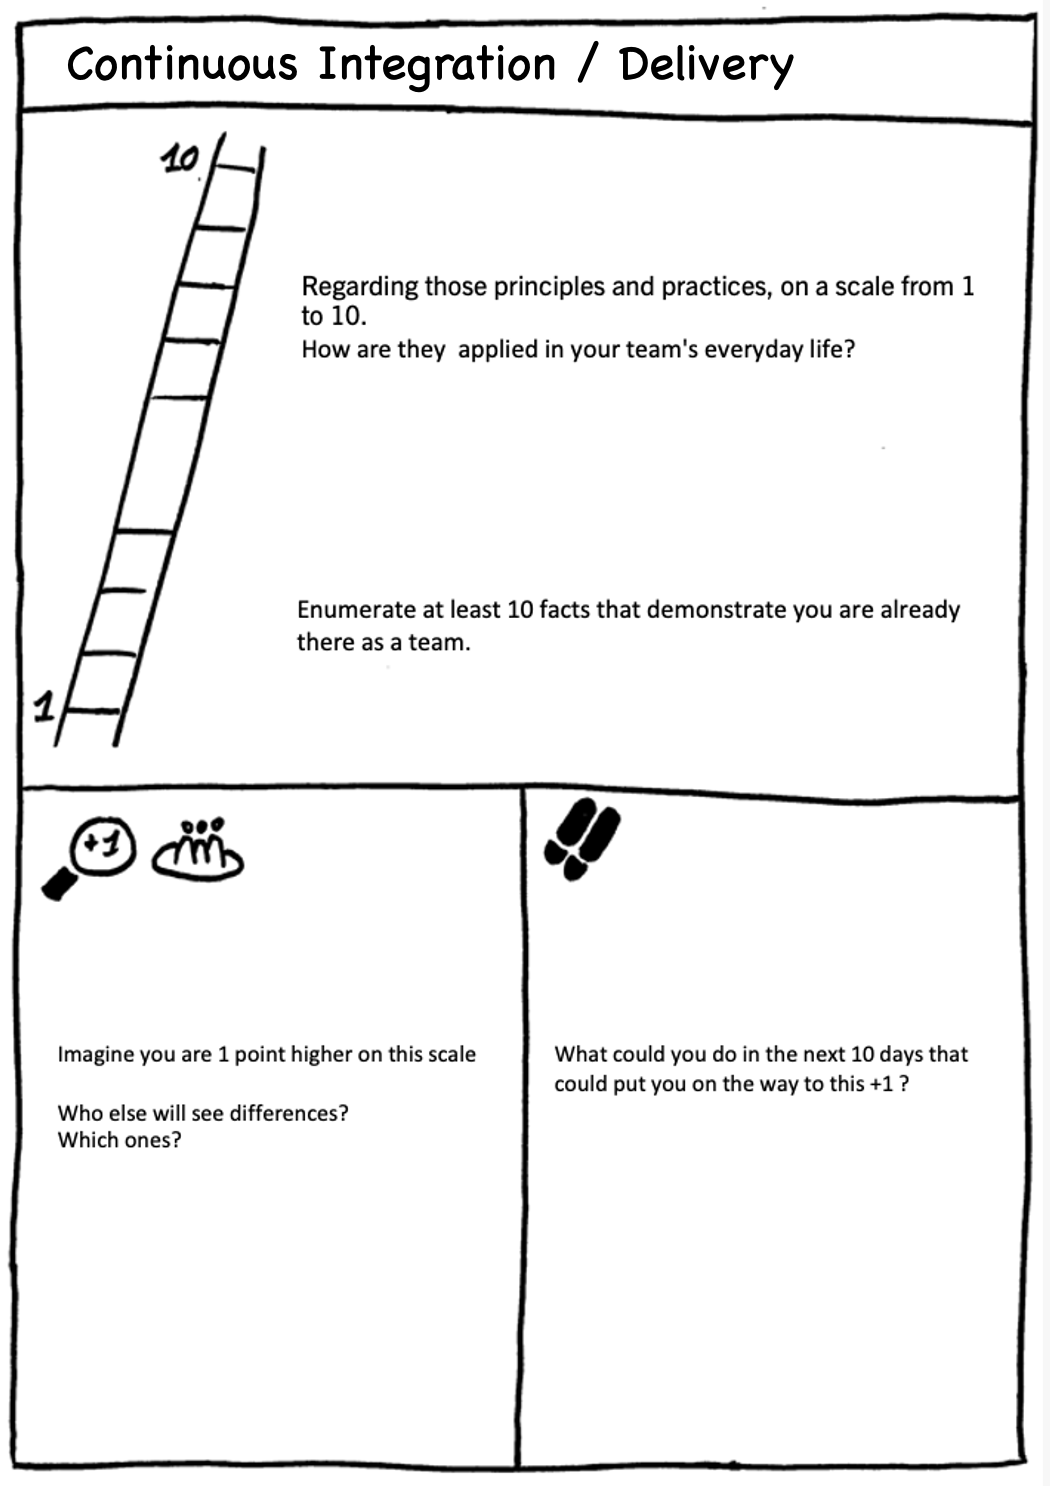 Continuous Integration / Delivery
10
Regarding those principles and practices, on a scale from 1
to 10.
How are they  applied in your team's everyday life?
Enumerate at least 10 facts that demonstrate you are already
there as a team.
1
+1
Imagine you are 1 point higher on this scale
Who else will see differences?
Which ones?
What could you do in the next 10 days that
could put you on the way to this +1 ?